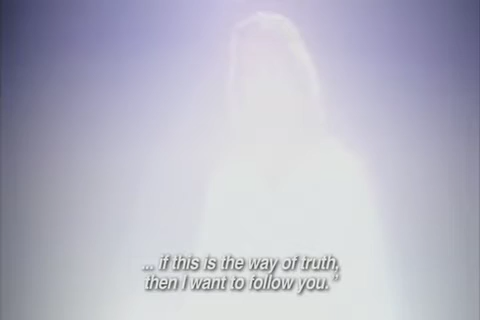 ... if this is the way of truth,
then I want to follow you."